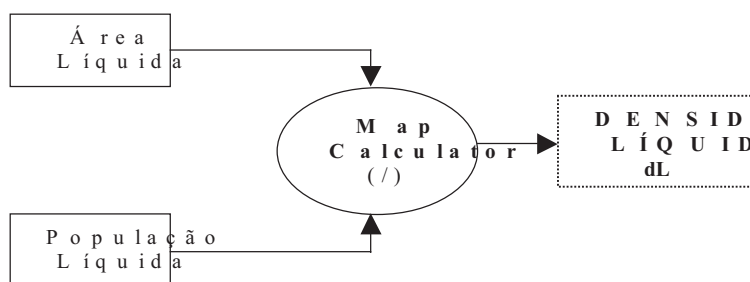 Área
Líquida
Map
Calculator
(/)
DENSID
LÍQUID
dL
População
Líquida